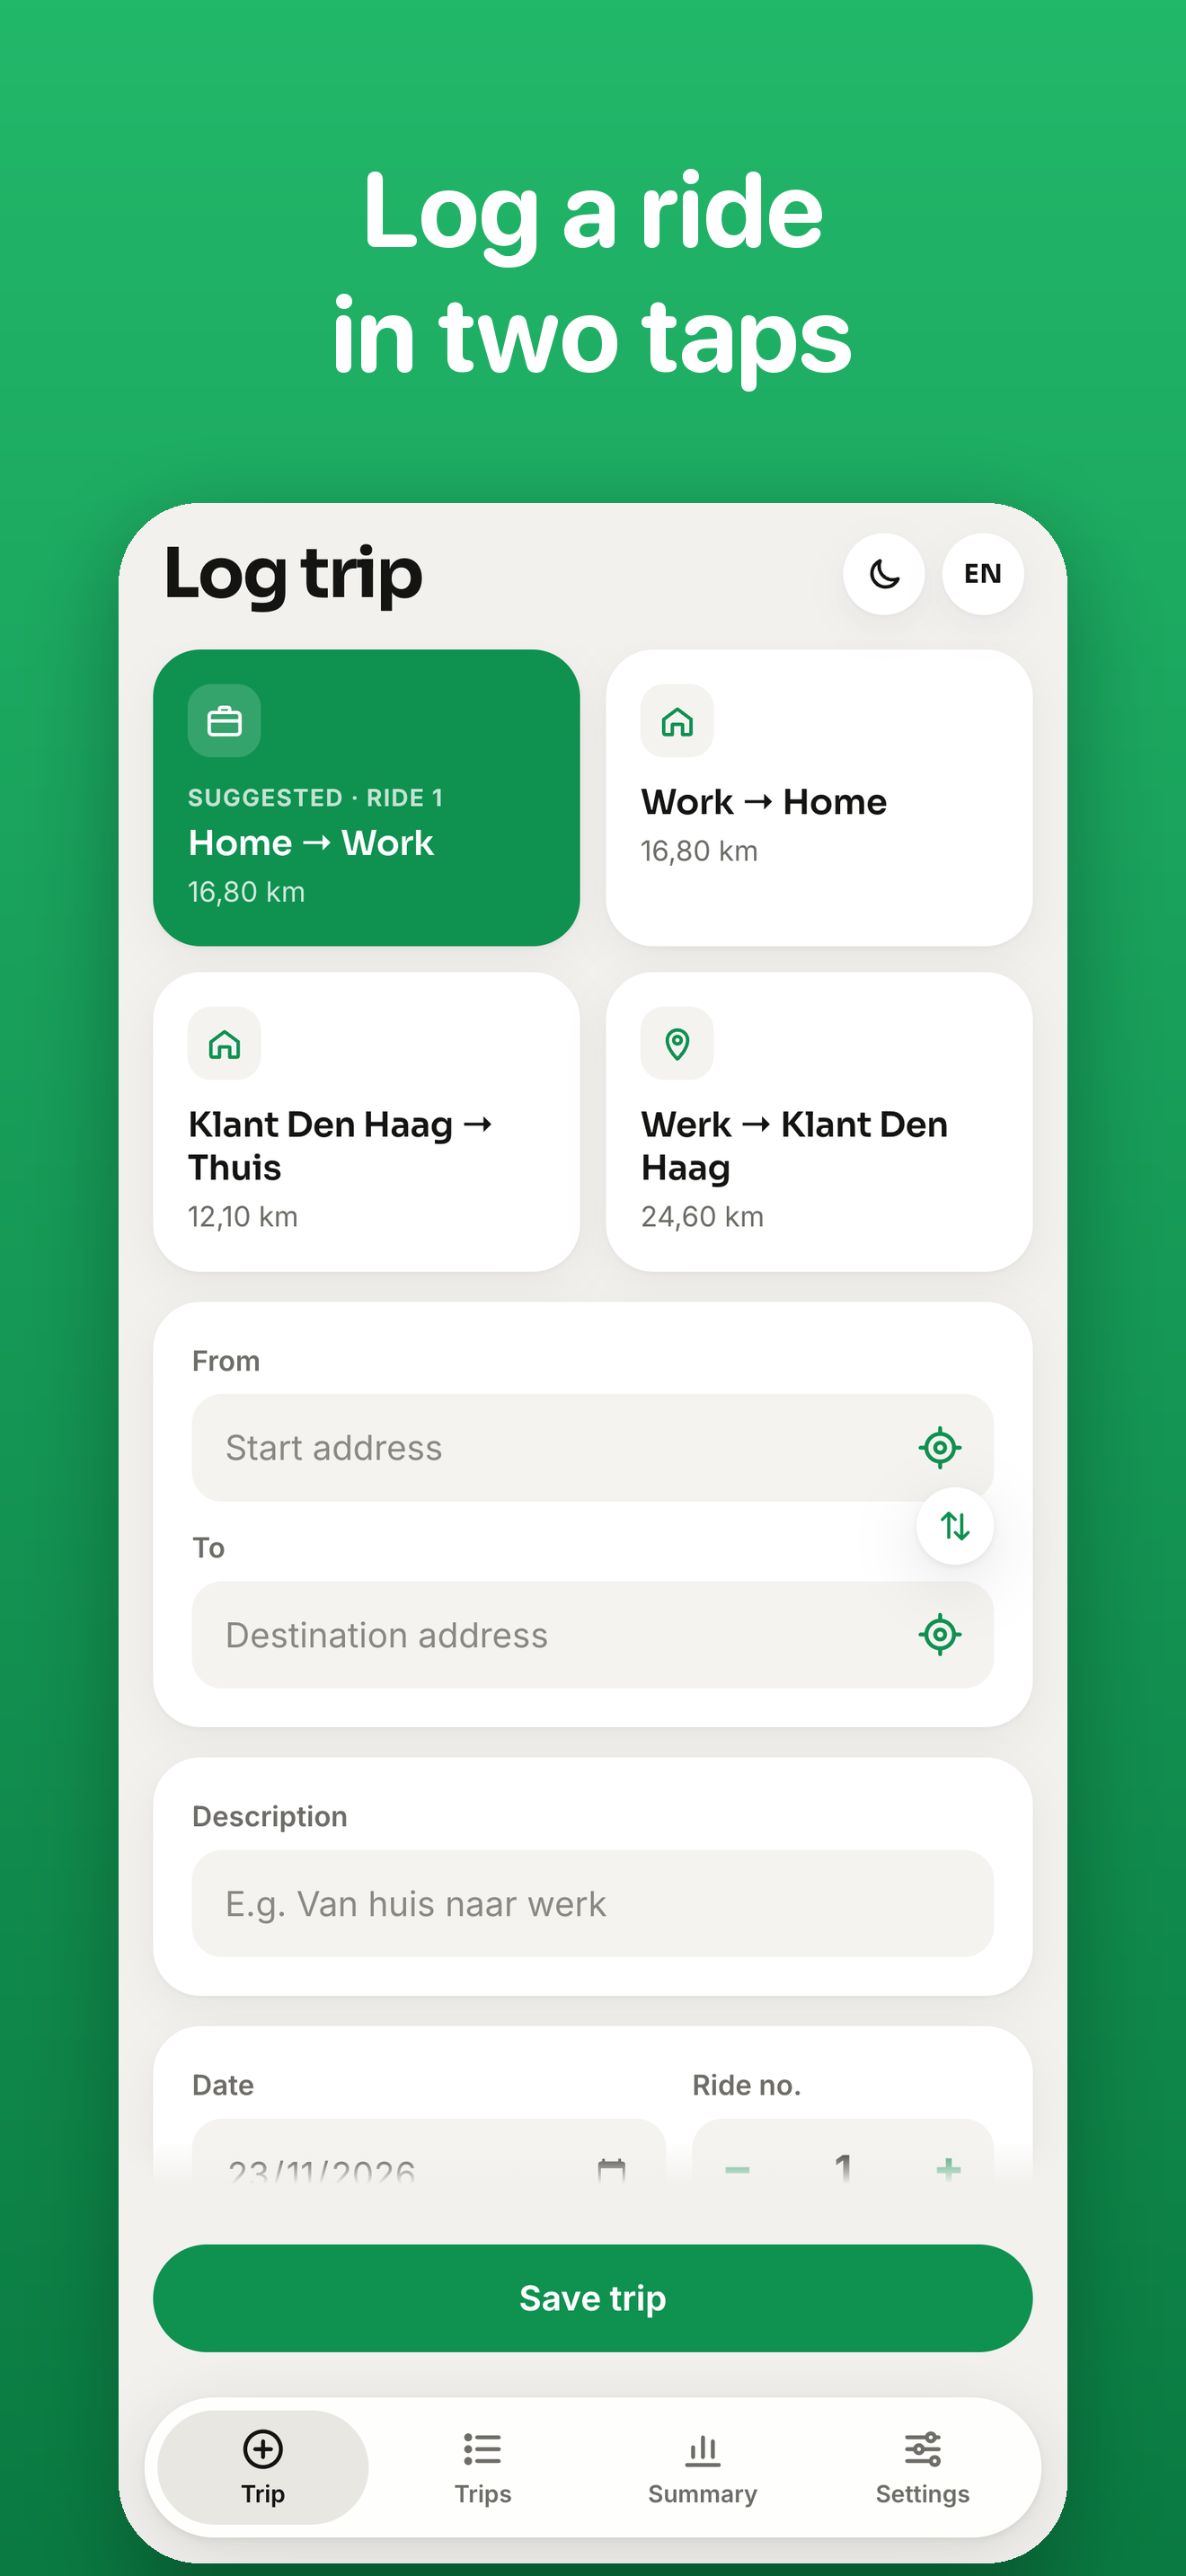 Log a ride
in two taps
Log trip
EN
SUGGESTED · RIDE 1
Home → Work
16,80 km
Work → Home
16,80 km
Klant Den Haag →
Thuis
12,10 km
Werk → Klant Den
Haag
24,60 km
From
Start address
To
Destination address
Description
E.g. Van huis naar werk
Date
Ride no.
23/11/2026
1
Save trip
Trip
Trips
Summary
Settings